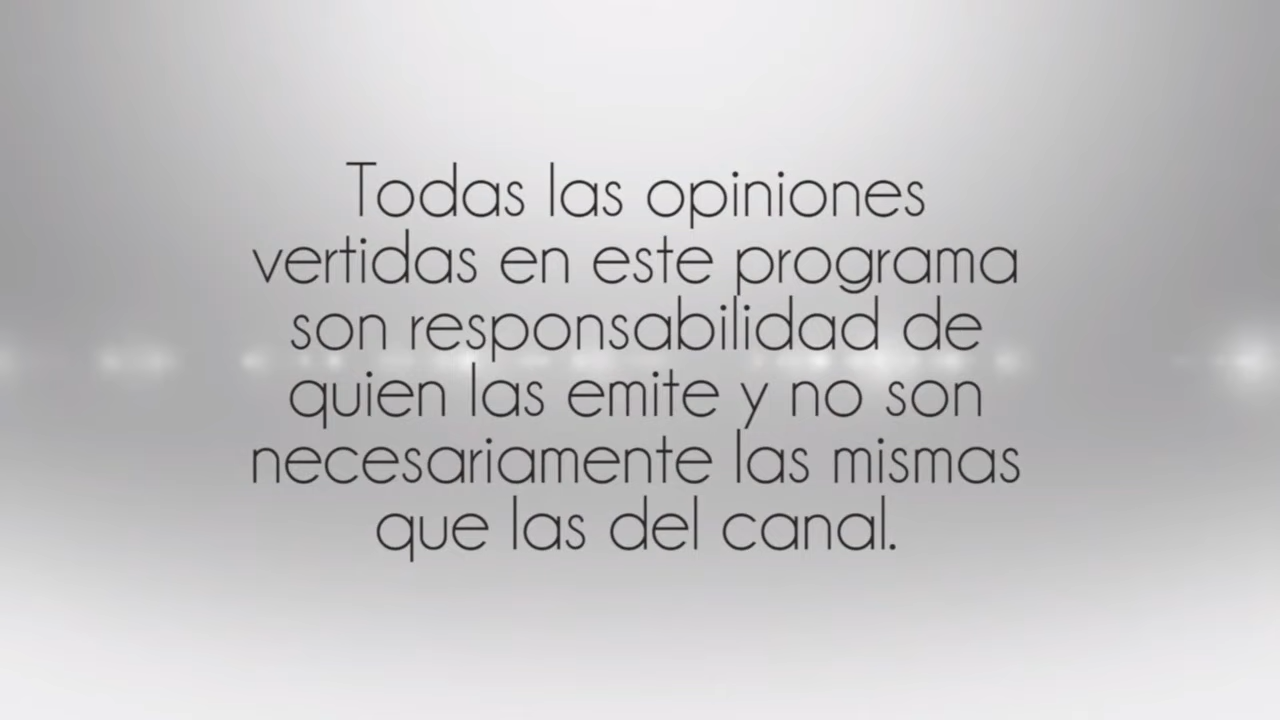 Todas las opiniones
vertidas en este programa
son responsabilidad de
quien las emite y no son
necesariamente las mismas
que las del canal.